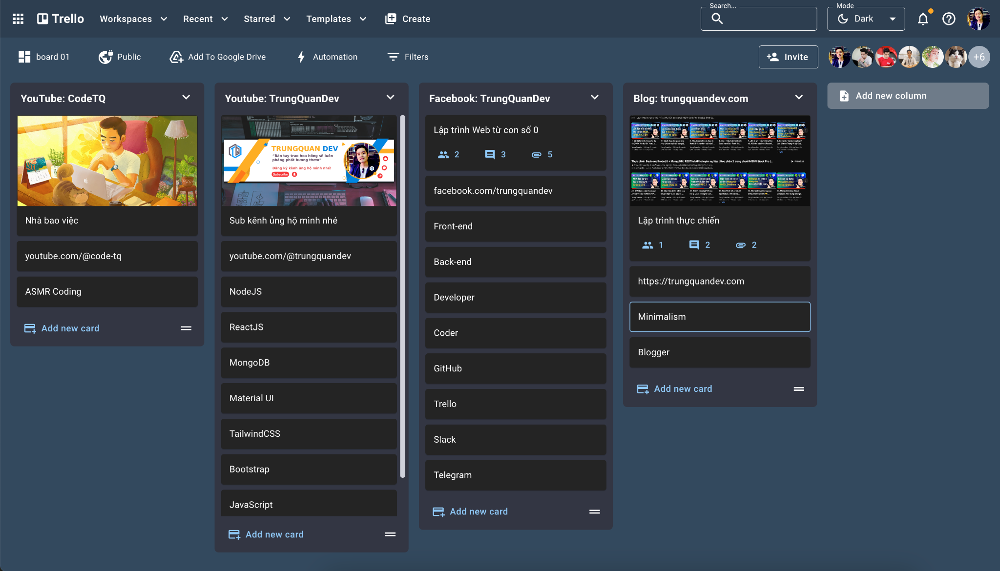 Trello
Workspaces
Recent
Starred
Templates
Create
Search...
Mode
Dark
board 01
Public
Add To Google Drive
Automation
Filters
Invite
+6
YouTube: CodeTQ
Nhà bao việc
youtube.com/@code-tq
ASMR Coding
Add new card
Youtube: TrungQuanDev
TRUNGQUAN DEV
"Bàn tay trao hoa hồng sẽ luôn
phảng phất hương thơm"
Đăng ký kênh ủng hộ mình nhé!
Subscribe
Sub kênh ủng hộ mình nhé
youtube.com/@trungquandev
NodeJS
ReactJS
MongoDB
Material UI
TailwindCSS
Bootstrap
JavaScript
Add new card
Facebook: TrungQuanDev
Lập trình Web từ con số 0
2 3 5
facebook.com/trungquandev
Front-end
Back-end
Developer
Coder
GitHub
Trello
Slack
Telegram
Add new card
Blog: trungquandev.com
Lập trình thực chiến
1 2 2
https://trungquandev.com
Minimalism
Blogger
Add new card
Add new column